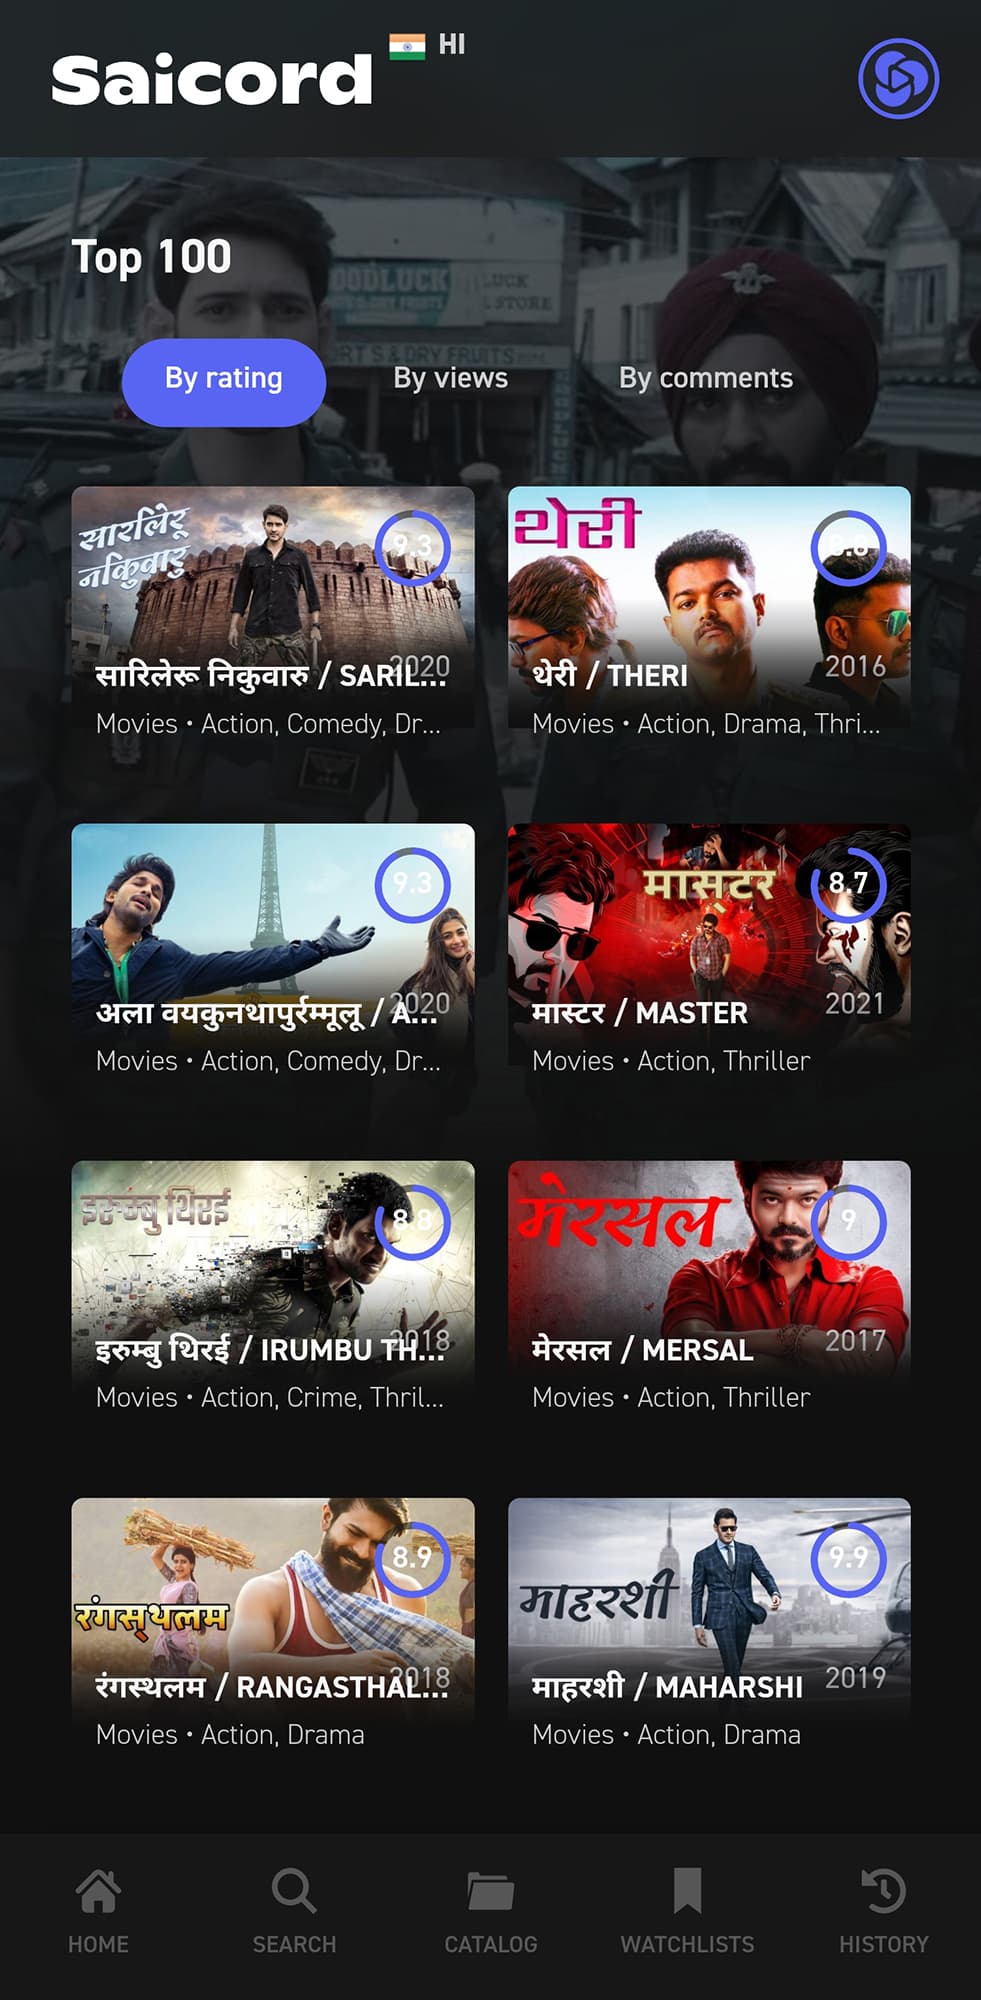 Saicord
HI
Top 100
By rating
By views
By comments
सारिलेरू
नकिुवारु
9.3
सारिलेरू निकुवारु / SARIL...
2020
Movies • Action, Comedy, Dr...
थेरी
8.8
थेरी / THERI
2016
Movies • Action, Drama, Thri...
9.3
अला वयकुनथापुर्रम्मूलू / A...
2020
Movies • Action, Comedy, Dr...
मास्टर
8.7
मास्टर / MASTER
2021
Movies • Action, Thriller
इरुम्बु थिरई
8.8
इरुम्बु थिरई / IRUMBU TH...
2018
Movies • Action, Crime, Thril...
मेरसल
9
मेरसल / MERSAL
2017
Movies • Action, Thriller
रंगस्थलम
8.9
रंगस्थलम / RANGASTHAL...
2018
Movies • Action, Drama
माहरशी
9.9
माहरशी / MAHARSHI
2019
Movies • Action, Drama
HOME
SEARCH
CATALOG
WATCHLISTS
HISTORY